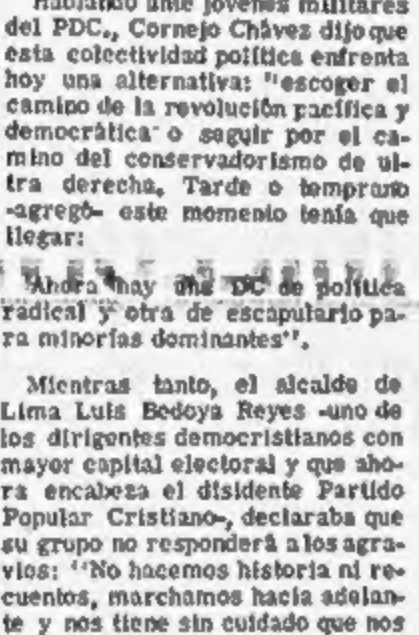 Hablando ante jóvenes militares
del PDC., Cornejo Chávez dijo que
esta colectividad política enfrenta
hoy una alternativa: "escoger el
camino de la revolución pacífica y
democrática o seguir por el ca-
mino del conservadorismo de ul-
tra derecha. Tarde o temprano
-agregó- este momento tenía que
llegar:
Ahora hay una DC de política
radical y otra de escapulario pa-
ra minorías dominantes".
Mientras tanto, el alcalde de
Lima Luis Bedoya Reyes -uno de
los dirigentes democristianos con
mayor capital electoral y que aho-
ra encabeza el disidente Partido
Popular Cristiano-, declaraba que
su grupo no responderá a los agra-
vios: "No hacemos historia ni re-
cuentos, marchamos hacia adelan-
te y nos tiene sin cuidado que nos